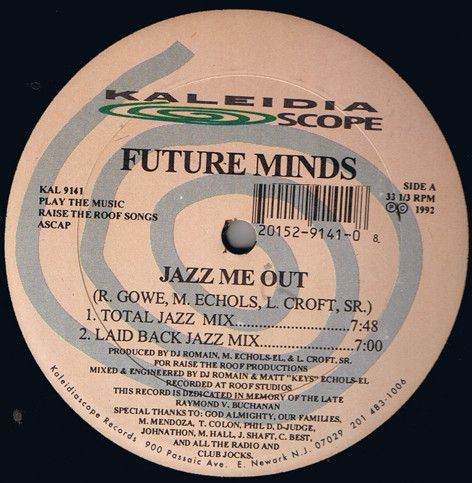 KALEIDIA
SCOPE
FUTURE MINDS
KAL 9141
PLAY THE MUSIC
RAISE THE ROOF SONGS
ASCAP
SIDE A
33 1/3 RPM
Ⓟ © 1992
20152-9141-0 8.
JAZZ ME OUT
(R. GOWE, M. ECHOLS, L. CROFT, SR.)
1. TOTAL JAZZ MIX..............................7:48
2. LAID BACK JAZZ MIX.........................7:00
PRODUCED BY DJ ROMAIN, M. ECHOLS-EL, & L. CROFT, SR.
FOR RAISE THE ROOF PRODUCTIONS
MIXED & ENGINEERED BY DJ ROMAIN & MATT "KEYS" ECHOLS-EL
RECORDED AT ROOF STUDIOS
THIS RECORD IS DEDICATED IN MEMORY OF THE LATE
RAYMOND V. BUCHANAN
SPECIAL THANKS TO: GOD ALMIGHTY, OUR FAMILIES,
M. MENDOZA, T. COLON, PHIL D, D-JUDGE,
JOHNATHON, M. HALL, J. SHAFT, C. BEST,
AND ALL THE RADIO AND
CLUB JOCKS.
Kaleidiascope Records 900 Passaic Ave. E. Newark N.J. 07029 201 483-1006